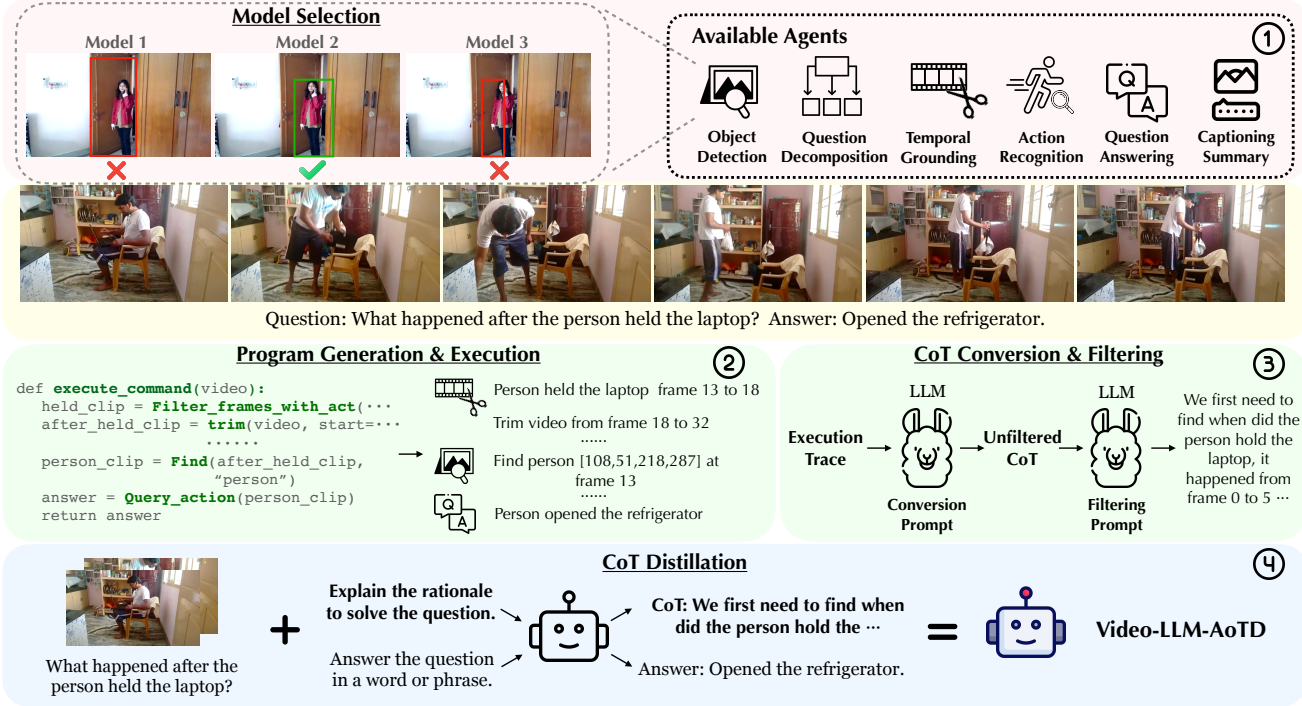 Model Selection
Model 1
Model 2
Model 3
Available Agents
1
Object
Detection
Question
Decomposition
Temporal
Grounding
Action
Recognition
Q
A
Question
Answering
Captioning
Summary
Question: What happened after the person held the laptop?  Answer: Opened the refrigerator.
Program Generation & Execution
2
def execute_command(video):
held_clip = Filter_frames_with_act(···
after_held_clip = trim(video, start=···
······
person_clip = Find(after_held_clip,
“person”)
answer = Query_action(person_clip)
return answer
Person held the laptop  frame 13 to 18
Trim video from frame 18 to 32
......
Find person [108,51,218,287] at
frame 13
......
Q
A
Person opened the refrigerator
CoT Conversion & Filtering
3
Execution
Trace
LLM
Conversion
Prompt
Unfiltered
CoT
LLM
Filtering
Prompt
We first need to
find when did the
person hold the
laptop, it
happened from
frame 0 to 5 ···
CoT Distillation
4
What happened after the
person held the laptop?
+
Explain the rationale
to solve the question.
Answer the question
in a word or phrase.
CoT: We first need to find when
did the person hold the ···
Answer: Opened the refrigerator.
=
Video-LLM-AoTD